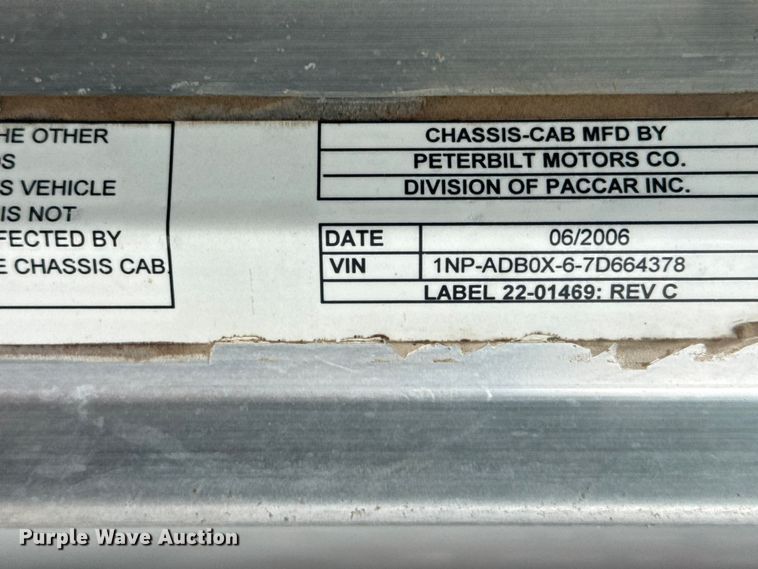 HE OTHER
S VEHICLE
IS NOT
FECTED BY
E CHASSIS CAB.
CHASSIS-CAB MFD BY
PETERBILT MOTORS CO.
DIVISION OF PACCAR INC.
DATE 06/2006
VIN 1NP-ADB0X-6-7D664378
LABEL 22-01469: REV C
Purple Wave Auction